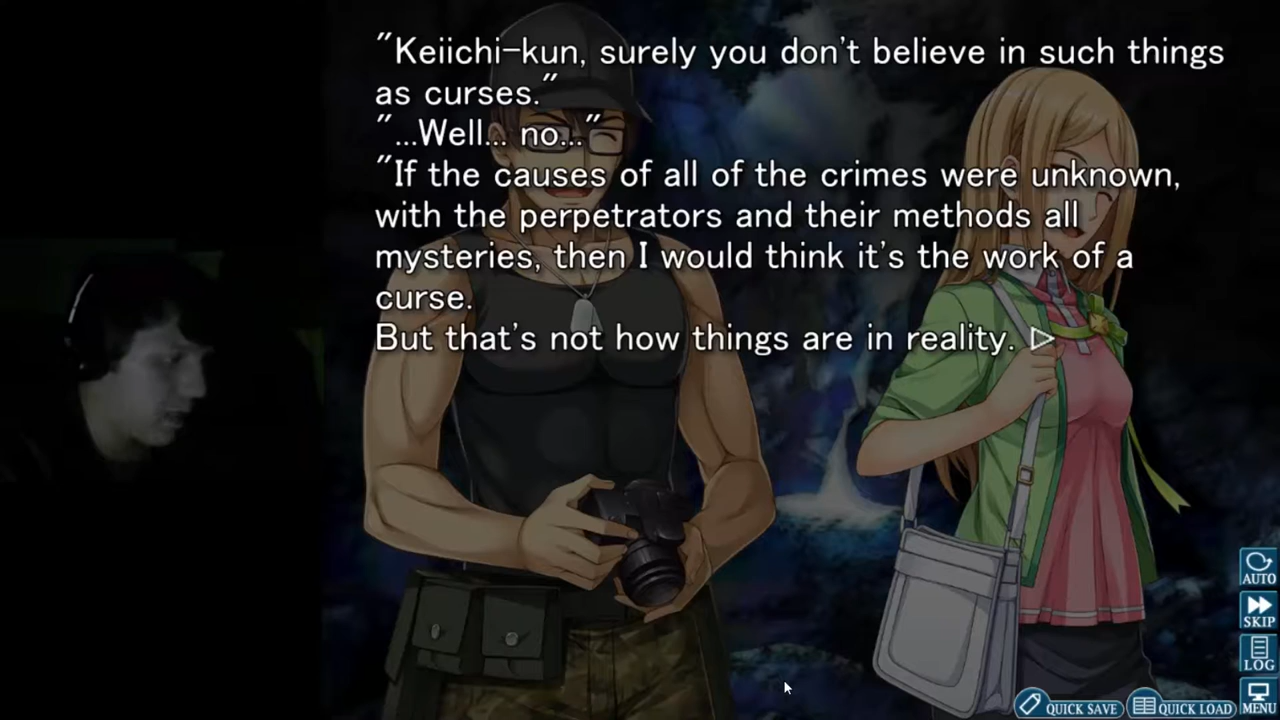 "Keiichi-kun, surely you don't believe in such things
as curses."
"...Well... no..."
"If the causes of all of the crimes were unknown,
with the perpetrators and their methods all
mysteries, then I would think it's the work of a
curse.
But that's not how things are in reality.
AUTO
SKIP
LOG
MENU
QUICK SAVE
QUICK LOAD